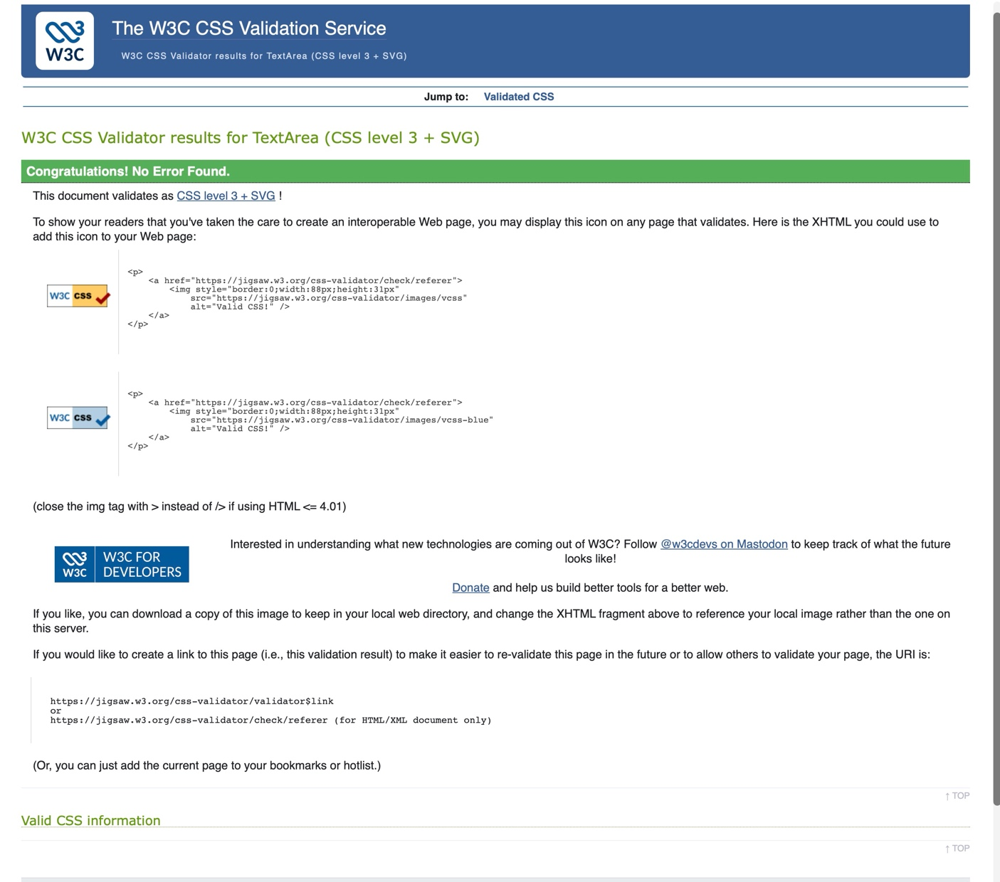 W3C
The W3C CSS Validation Service
W3C CSS Validator results for TextArea (CSS level 3 + SVG)
Jump to: Validated CSS
W3C CSS Validator results for TextArea (CSS level 3 + SVG)
Congratulations! No Error Found.
This document validates as CSS level 3 + SVG !
To show your readers that you've taken the care to create an interoperable Web page, you may display this icon on any page that validates. Here is the XHTML you could use to
add this icon to your Web page:
W3C css
<p>
    <a href="https://jigsaw.w3.org/css-validator/check/referer">
        <img style="border:0;width:88px;height:31px"
            src="https://jigsaw.w3.org/css-validator/images/vcss"
            alt="Valid CSS!" />
    </a>
</p>
W3C css
<p>
    <a href="https://jigsaw.w3.org/css-validator/check/referer">
        <img style="border:0;width:88px;height:31px"
            src="https://jigsaw.w3.org/css-validator/images/vcss-blue"
            alt="Valid CSS!" />
    </a>
</p>
(close the img tag with > instead of /> if using HTML <= 4.01)
W3C
W3C FOR
DEVELOPERS
Interested in understanding what new technologies are coming out of W3C? Follow @w3cdevs on Mastodon to keep track of what the future
looks like!
Donate and help us build better tools for a better web.
If you like, you can download a copy of this image to keep in your local web directory, and change the XHTML fragment above to reference your local image rather than the one on
this server.
If you would like to create a link to this page (i.e., this validation result) to make it easier to re-validate this page in the future or to allow others to validate your page, the URI is:
https://jigsaw.w3.org/css-validator/validator$link
or
https://jigsaw.w3.org/css-validator/check/referer (for HTML/XML document only)
(Or, you can just add the current page to your bookmarks or hotlist.)
↑ TOP
Valid CSS information
↑ TOP